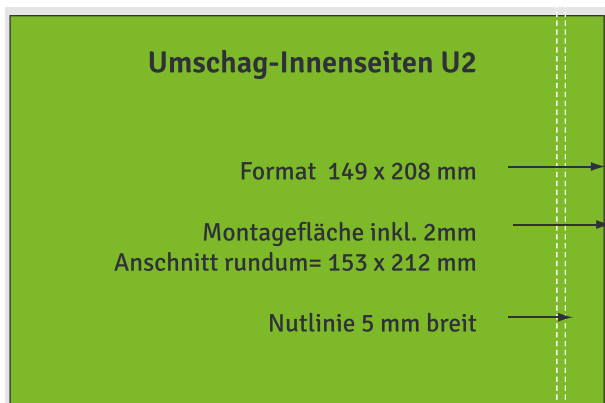 Umschag-Innenseiten U2
Format 149 x 208 mm
Montagefläche inkl. 2mm
Anschnitt rundum= 153 x 212 mm
Nutlinie 5 mm breit